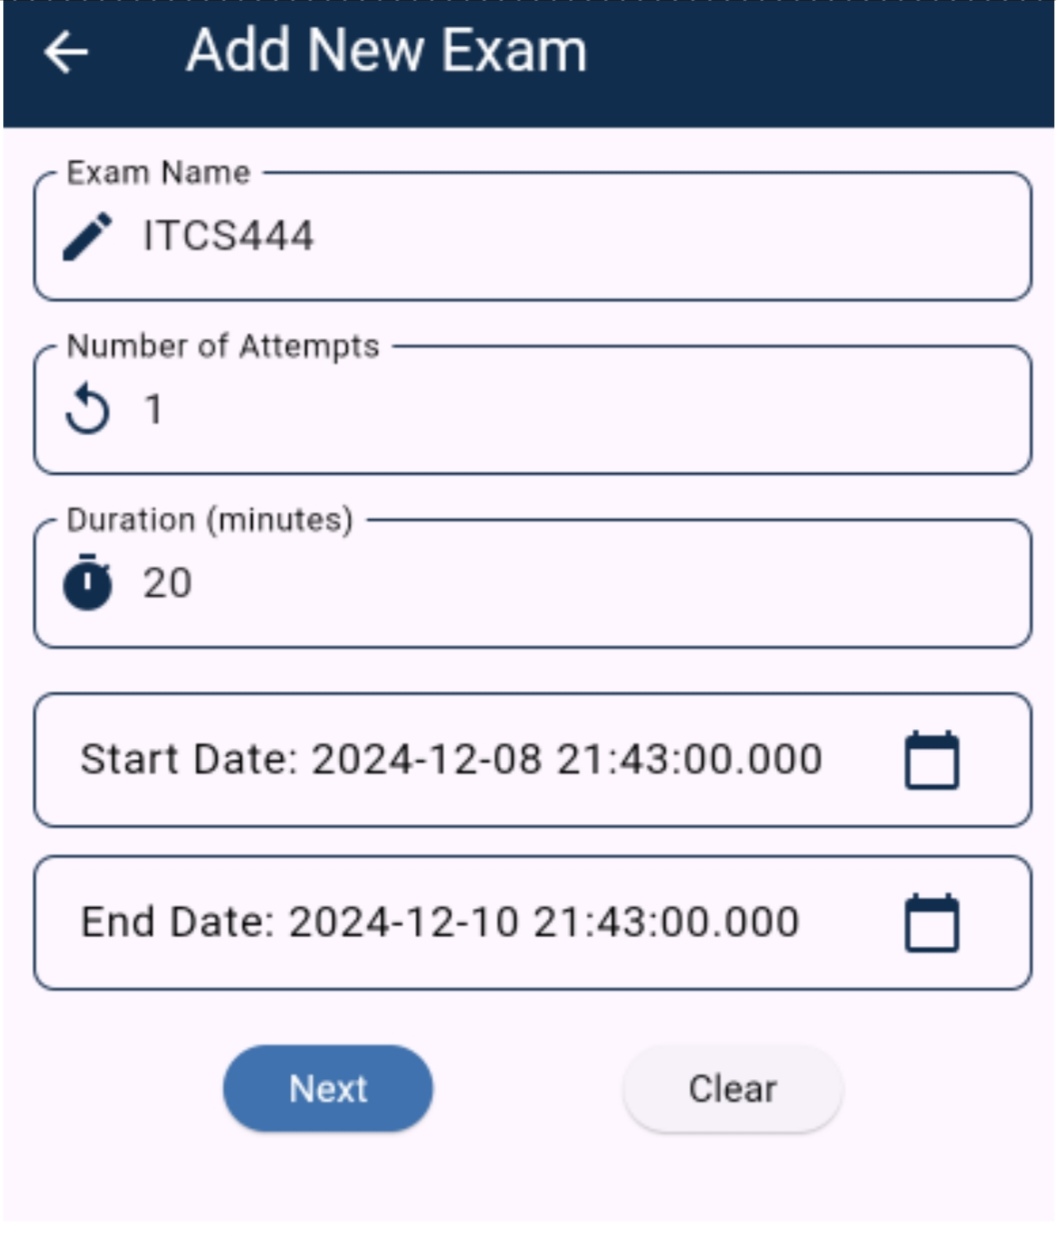 Add New Exam
Exam Name
ITCS444
Number of Attempts
1
Duration (minutes)
20
Start Date: 2024-12-08 21:43:00.000
End Date: 2024-12-10 21:43:00.000
Next Clear